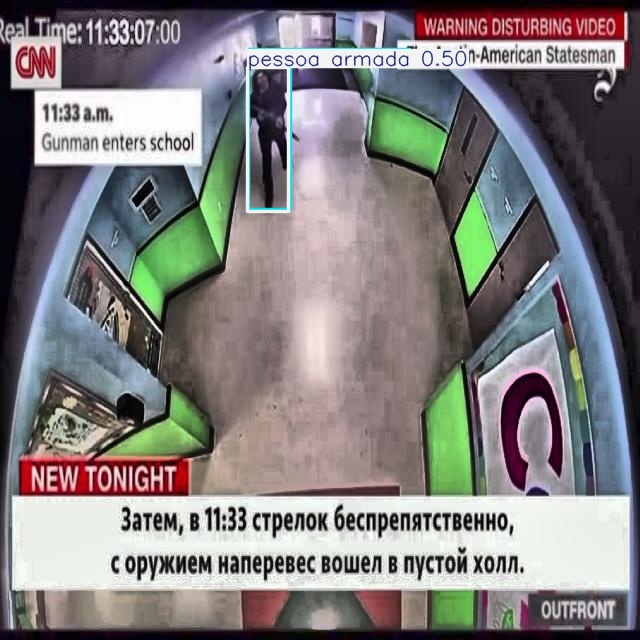 Real Time: 11:33:07:00
WARNING DISTURBING VIDEO
n-American Statesman
CNN
pessoa armada 0.50
11:33 a.m.
Gunman enters school
C
NEW TONIGHT
Затем, в 11:33 стрелок беспрепятственно,
с оружием наперевес вошел в пустой холл.
OUTFRONT